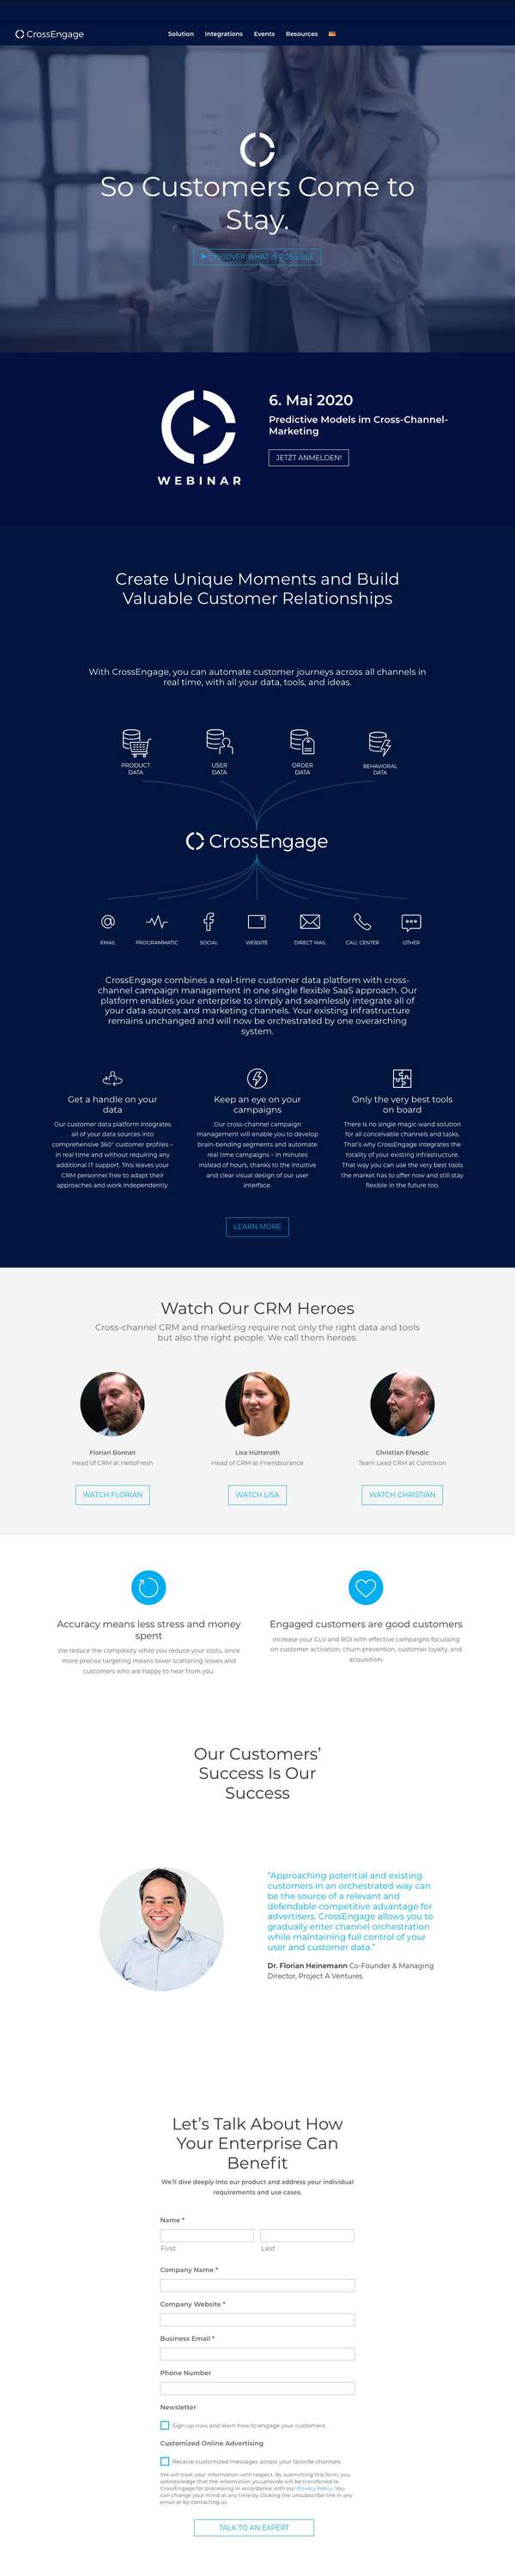 CrossEngage
Solution Integrations Events Resources
So Customers Come to
Stay.
DISCOVER WHAT IS POSSIBLE
6. Mai 2020
Predictive Models im Cross-Channel-
Marketing
JETZT ANMELDEN!
WEBINAR
Create Unique Moments and Build
Valuable Customer Relationships
With CrossEngage, you can automate customer journeys across all channels in
real time, with all your data, tools, and ideas.
PRODUCT
DATA
USER
DATA
ORDER
DATA
BEHAVIORAL
DATA
CrossEngage
EMAIL
PROGRAMMATIC
SOCIAL
WEBSITE
DIRECT MAIL
CALL CENTER
OTHER
CrossEngage combines a real-time customer data platform with cross-
channel campaign management in one single flexible SaaS approach. Our
platform enables your enterprise to simply and seamlessly integrate all of
your data sources and marketing channels. Your existing infrastructure
remains unchanged and will now be orchestrated by one overarching
system.
Get a handle on your
data
Our customer data platform integrates
all of your data sources into
comprehensive 360° customer profiles –
in real time and without requiring any
additional IT support. This leaves your
CRM personnel free to adapt their
approaches and work independently.
Keep an eye on your
campaigns
Our cross-channel campaign
management will enable you to develop
brain-bending segments and automate
real time campaigns – in minutes
instead of hours, thanks to the intuitive
and clear visual design of our user
interface.
Only the very best tools
on board
There is no single magic wand solution
for all conceivable channels and tasks.
That's why CrossEngage integrates the
totality of your existing infrastructure.
That way you can use the very best tools
the market has to offer now and still stay
flexible in the future too.
LEARN MORE
Watch Our CRM Heroes
Cross-channel CRM and marketing require not only the right data and tools
but also the right people. We call them heroes.
Florian Bonnet
Head of CRM at HelloFresh
WATCH FLORIAN
Lisa Hütteroth
Head of CRM at Friendsurance
WATCH LISA
Christian Efendic
Team Lead CRM at Contorion
WATCH CHRISTIAN
Accuracy means less stress and money
spent
We reduce the complexity while you reduce your costs, since
more precise targeting means lower scattering losses and
customers who are happy to hear from you.
Engaged customers are good customers
Increase your CLV and ROI with effective campaigns focusing
on customer activation, churn prevention, customer loyalty, and
acquisition.
Our Customers’
Success Is Our
Success
“Approaching potential and existing
customers in an orchestrated way can
be the source of a relevant and
defendable competitive advantage for
advertisers. CrossEngage allows you to
gradually enter channel orchestration
while maintaining full control of your
user and customer data.”
Dr. Florian Heinemann Co-Founder & Managing
Director, Project A Ventures
Let’s Talk About How
Your Enterprise Can
Benefit
We'll dive deeply into our product and address your individual
requirements and use cases.
Name *
First
Last
Company Name *
Company Website *
Business Email *
Phone Number
Newsletter
Sign up now and learn how to engage your customers
Customized Online Advertising
Receive customized messages across your favorite channels
We will treat your information with respect. By submitting this form, you
acknowledge that the information you provide will be transferred to
CrossEngage for processing in accordance with our Privacy Policy. You
can change your mind at any time by clicking the unsubscribe link in any
email or by contacting us.
TALK TO AN EXPERT